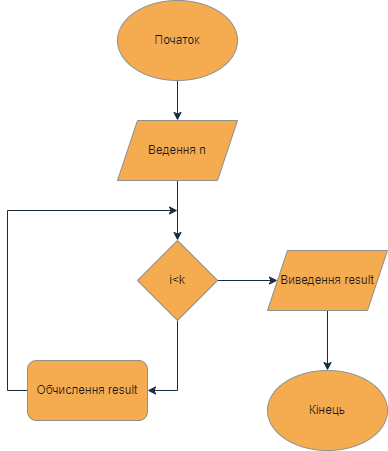 Початок
Ведення n
i<k
Виведення result
Обчислення result
Кінець